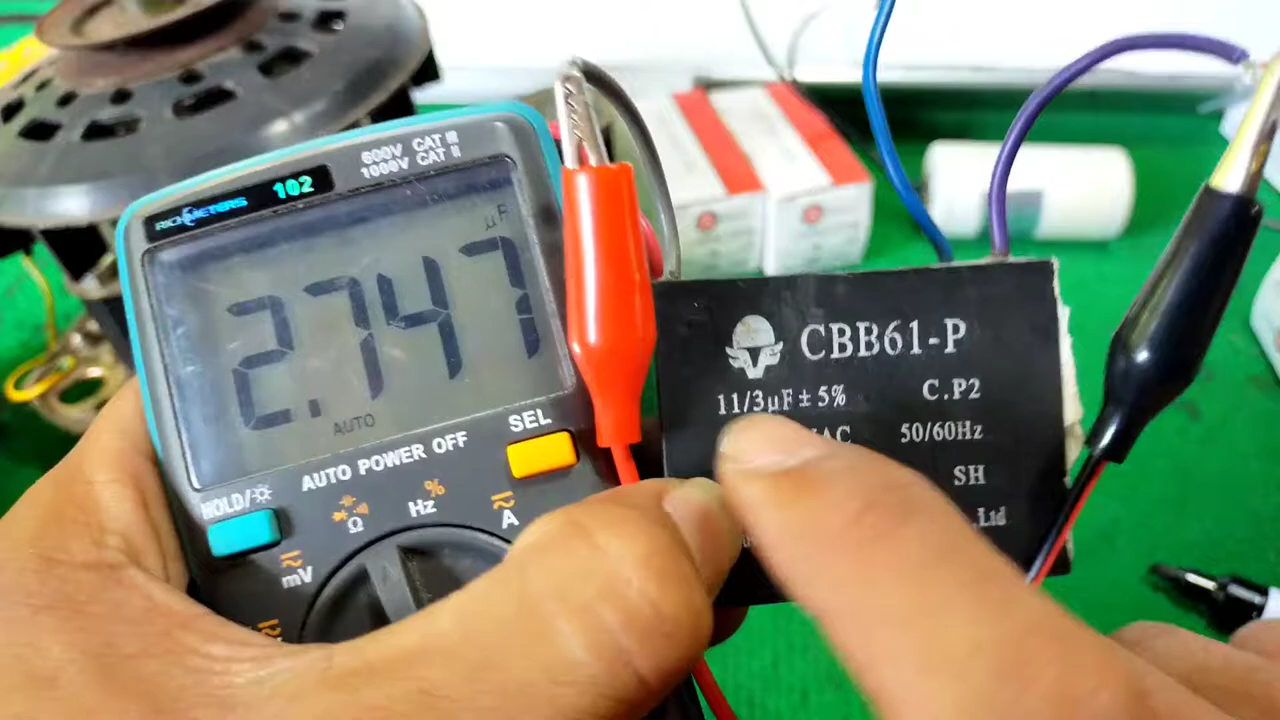 600V CAT III
1000V CAT II
RICHMETERS 102
µF
2.747
AUTO
AUTO POWER OFF
SEL
HOLD/
Hz %
Ω
A
mV
CBB61-P
11/3µF±5% C.P2
VAC 50/60Hz
SH
.,Ltd